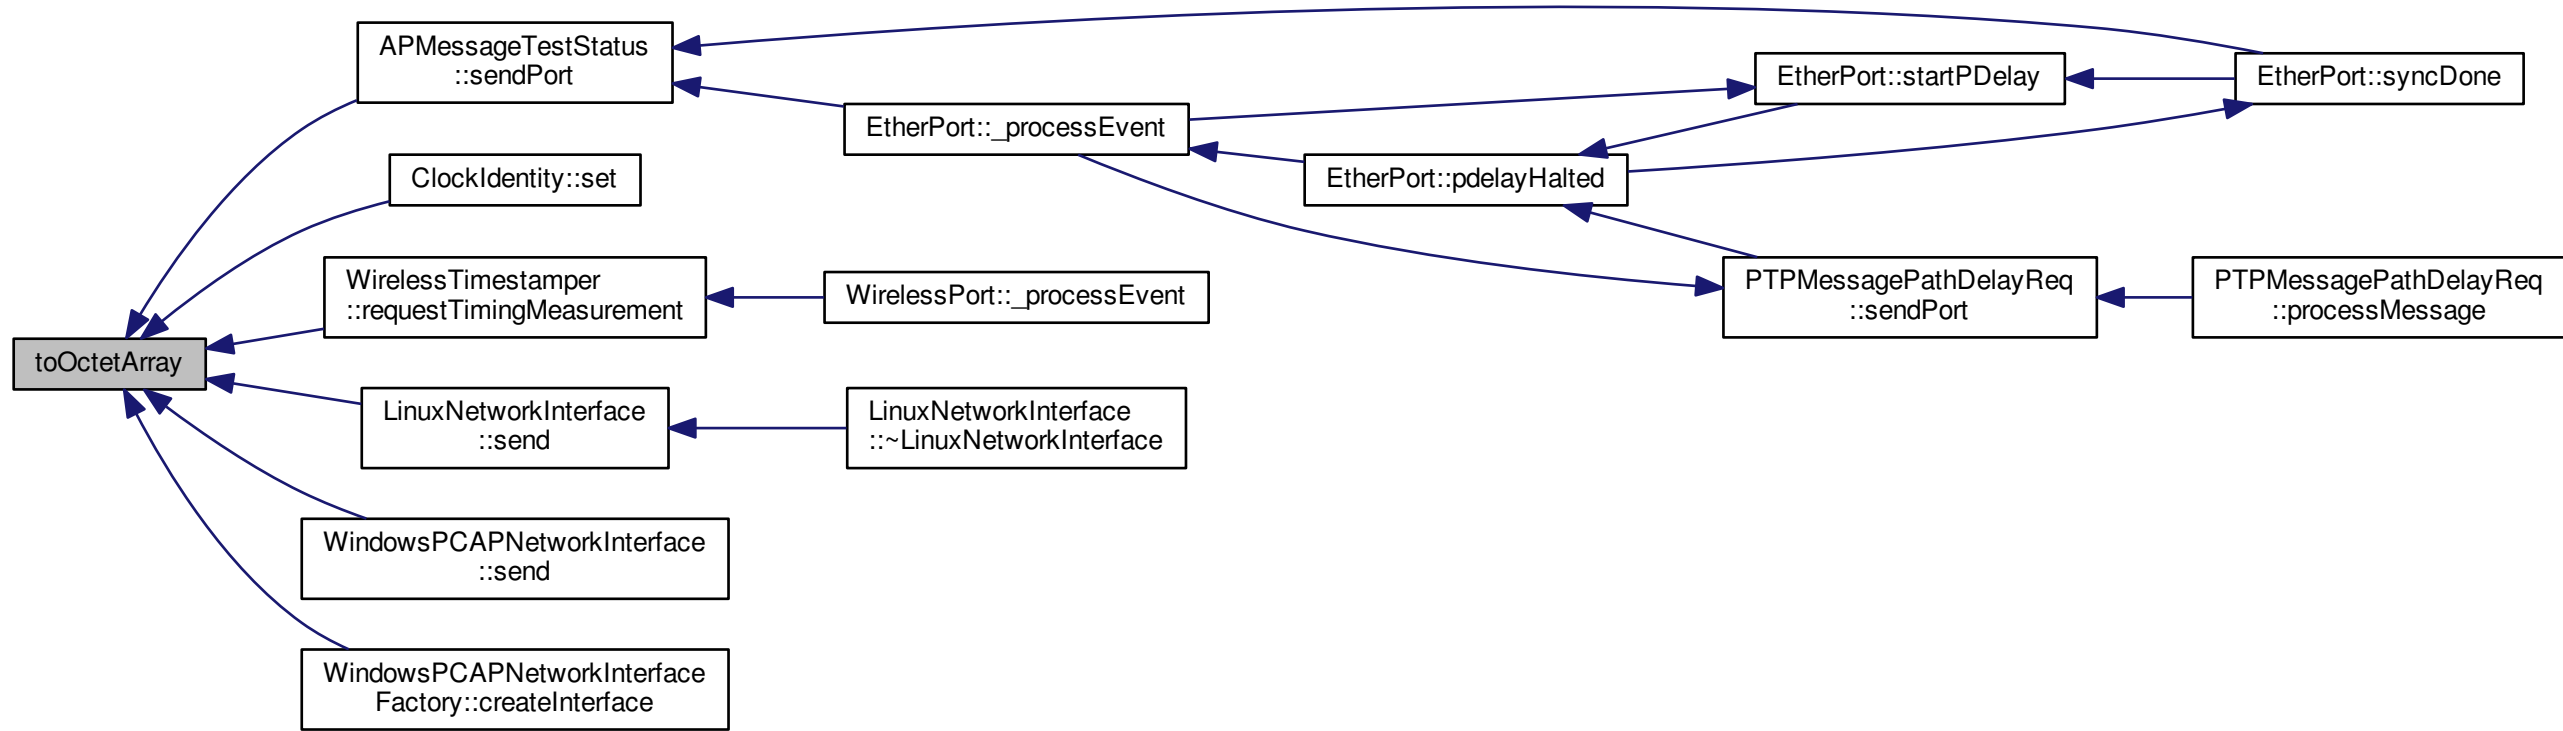 APMessageTestStatus
::sendPort
EtherPort::startPDelay
EtherPort::syncDone
EtherPort::_processEvent
ClockIdentity::set
EtherPort::pdelayHalted
WirelessTimestamper
::requestTimingMeasurement
WirelessPort::_processEvent
PTPMessagePathDelayReq
::sendPort
PTPMessagePathDelayReq
::processMessage
toOctetArray
LinuxNetworkInterface
::send
LinuxNetworkInterface
::~LinuxNetworkInterface
WindowsPCAPNetworkInterface
::send
WindowsPCAPNetworkInterface
Factory::createInterface